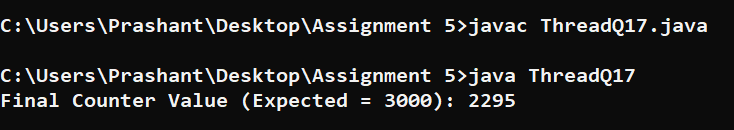 C:\Users\Prashant\Desktop\Assignment 5>javac ThreadQ17.java
C:\Users\Prashant\Desktop\Assignment 5>java ThreadQ17
Final Counter Value (Expected = 3000): 2295